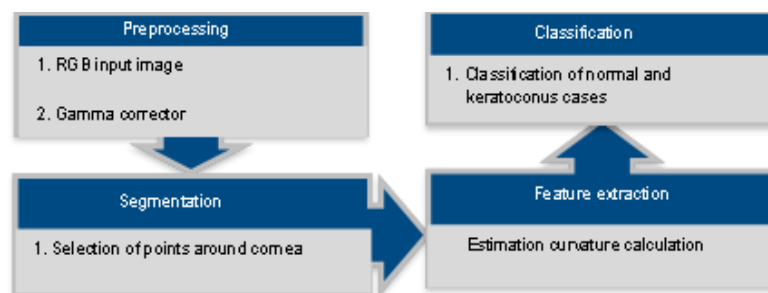 Preprocessing
1. RGB input image
2. Gamma corrector
Segmentation
1. Selection of points around cornea
Feature extraction
Estimation curvature calculation
Classification
1. Classification of normal and
keratoconus cases